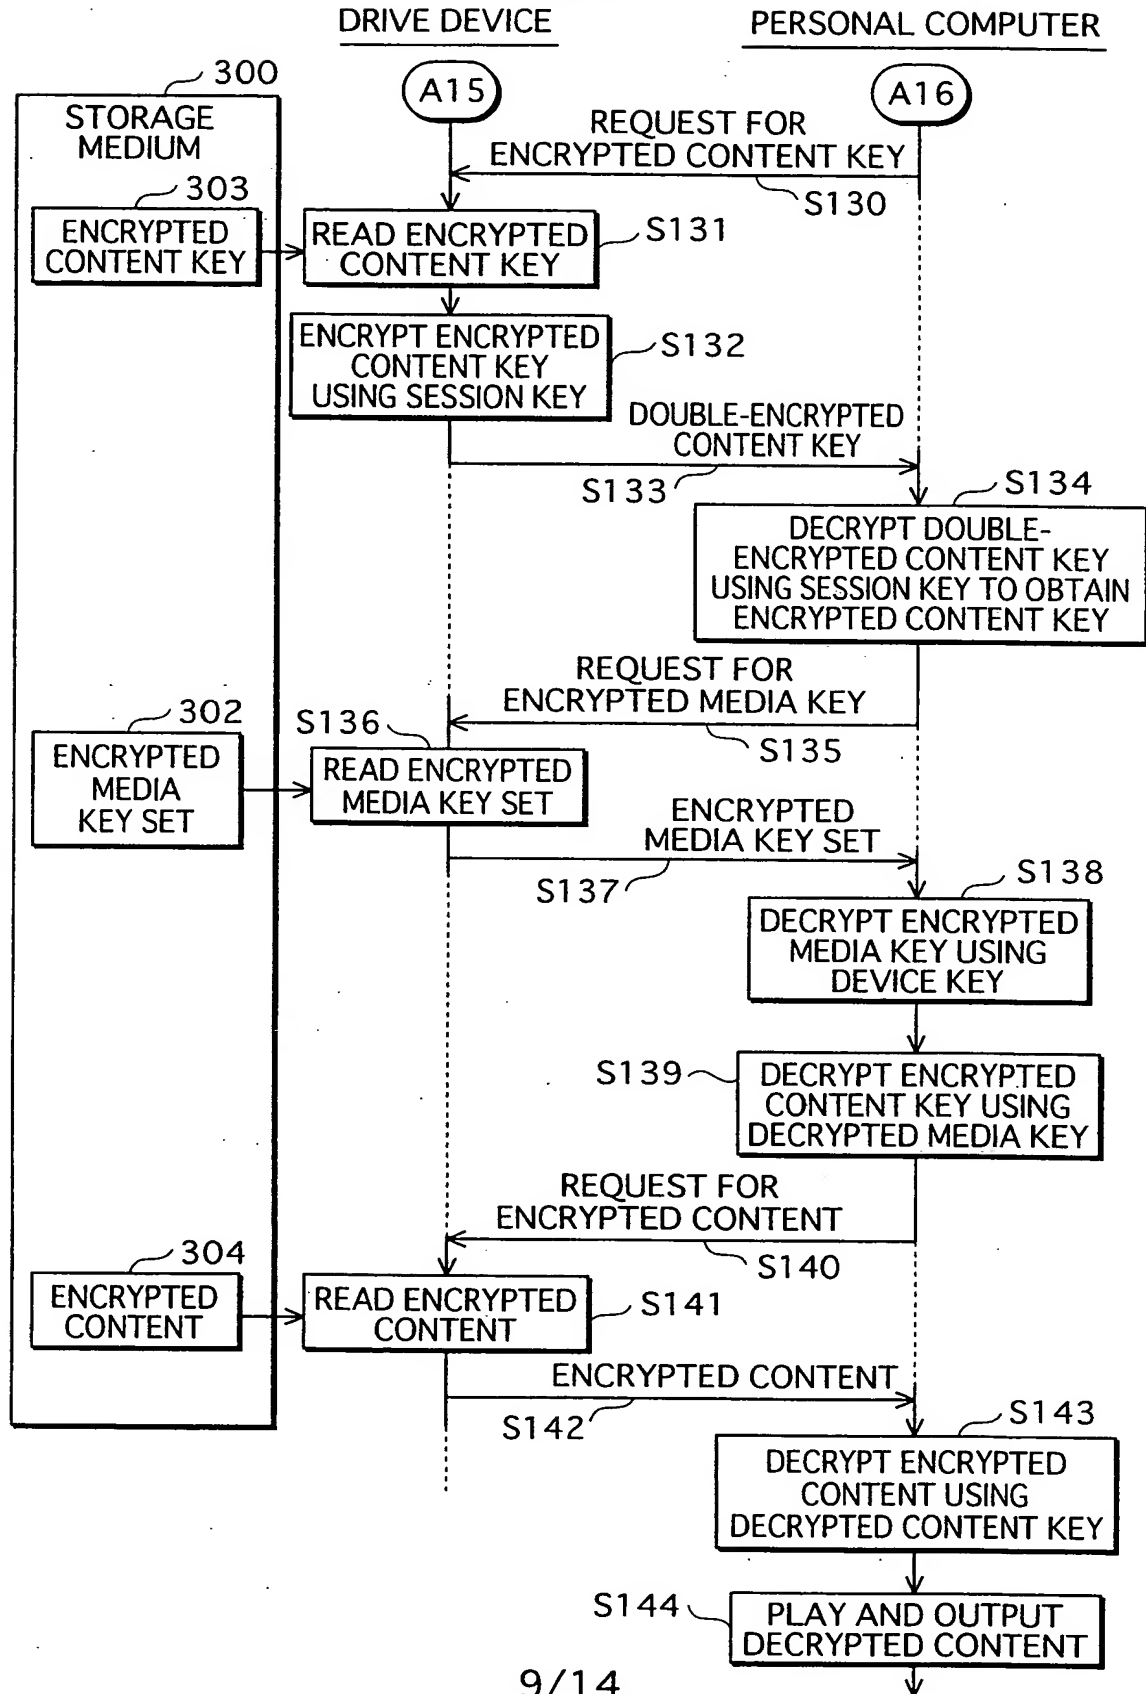 DRIVE DEVICE
PERSONAL COMPUTER
300
A15
A16
STORAGE
MEDIUM
REQUEST FOR
ENCRYPTED CONTENT KEY
S130
303
ENCRYPTED
CONTENT KEY
READ ENCRYPTED
CONTENT KEY
S131
ENCRYPT ENCRYPTED
CONTENT KEY
USING SESSION KEY
S132
DOUBLE-ENCRYPTED
CONTENT KEY
S133
S134
DECRYPT DOUBLE-
ENCRYPTED CONTENT KEY
USING SESSION KEY TO OBTAIN
ENCRYPTED CONTENT KEY
REQUEST FOR
ENCRYPTED MEDIA KEY
S135
302
ENCRYPTED
MEDIA
KEY SET
S136
READ ENCRYPTED
MEDIA KEY SET
ENCRYPTED
MEDIA KEY SET
S137
S138
DECRYPT ENCRYPTED
MEDIA KEY USING
DEVICE KEY
S139
DECRYPT ENCRYPTED
CONTENT KEY USING
DECRYPTED MEDIA KEY
REQUEST FOR
ENCRYPTED CONTENT
S140
304
ENCRYPTED
CONTENT
READ ENCRYPTED
CONTENT
S141
ENCRYPTED CONTENT
S142
S143
DECRYPT ENCRYPTED
CONTENT USING
DECRYPTED CONTENT KEY
S144
PLAY AND OUTPUT
DECRYPTED CONTENT
9/14